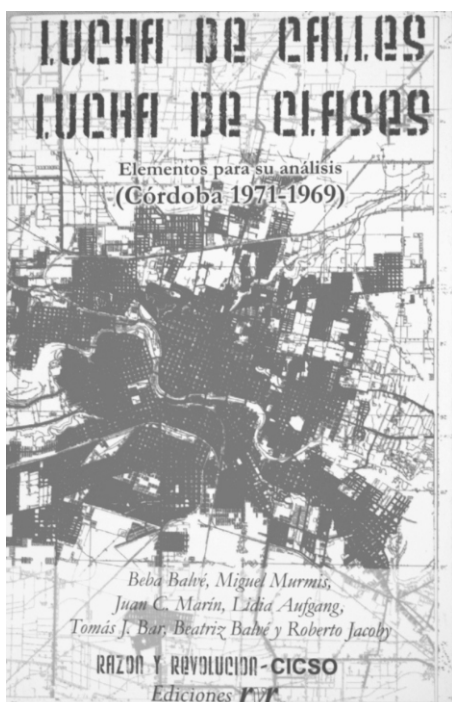 LUCHA DE CALLES
LUCHA DE CLASES
Elementos para su análisis
(Córdoba 1971-1969)
Beba Balvé, Miguel Murmis,
Juan C. Marín, Lidia Aufgang,
Tomás J. Bar, Beatriz Balvé y Roberto Jacoby
RAZON Y REVOLUCION-CICSO
Ediciones ryr